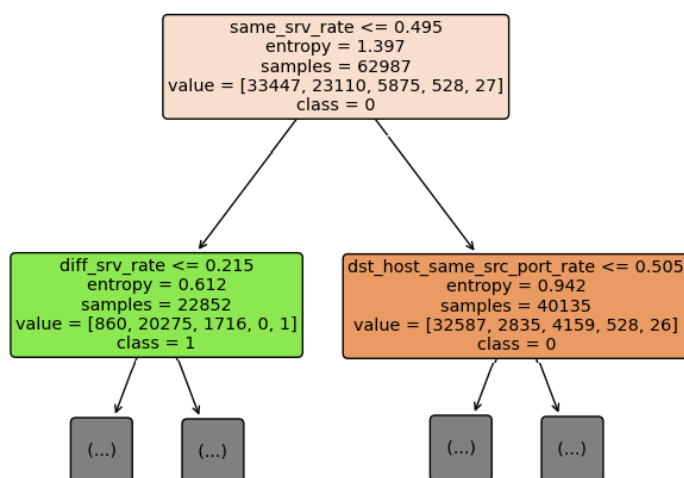 same_srv_rate <= 0.495
entropy = 1.397
samples = 62987
value = [33447, 23110, 5875, 528, 27]
class = 0
diff_srv_rate <= 0.215
entropy = 0.612
samples = 22852
value = [860, 20275, 1716, 0, 1]
class = 1
dst_host_same_src_port_rate <= 0.505
entropy = 0.942
samples = 40135
value = [32587, 2835, 4159, 528, 26]
class = 0
(...)
(...)
(...)
(...)